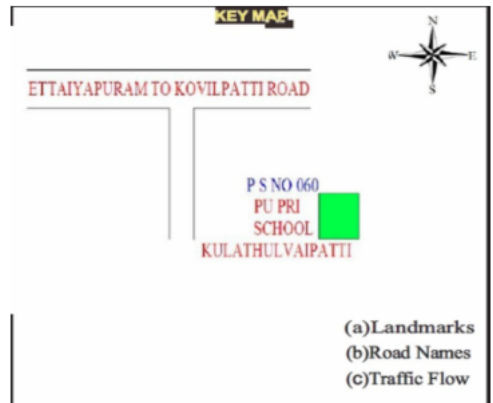 KEY MAP
N
W E
S
ETTAIYAPURAM TO KOVILPATTI ROAD
P S NO 060
PU PRI
SCHOOL
KULATHULVAIPATTI
(a)Landmarks
(b)Road Names
(c)Traffic Flow